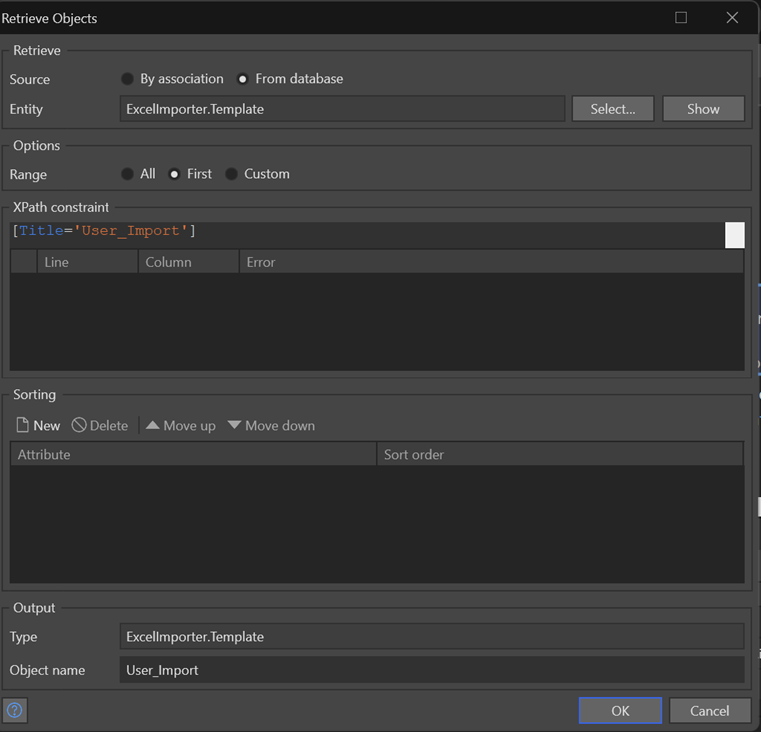 Retrieve Objects
Retrieve
Source By association From database
Entity ExcelImporter.Template Select... Show
Options
Range All First Custom
XPath constraint
[Title='User_Import']
Line Column Error
Sorting
New Delete Move up Move down
Attribute Sort order
Output
Type ExcelImporter.Template
Object name User_Import
? OK Cancel